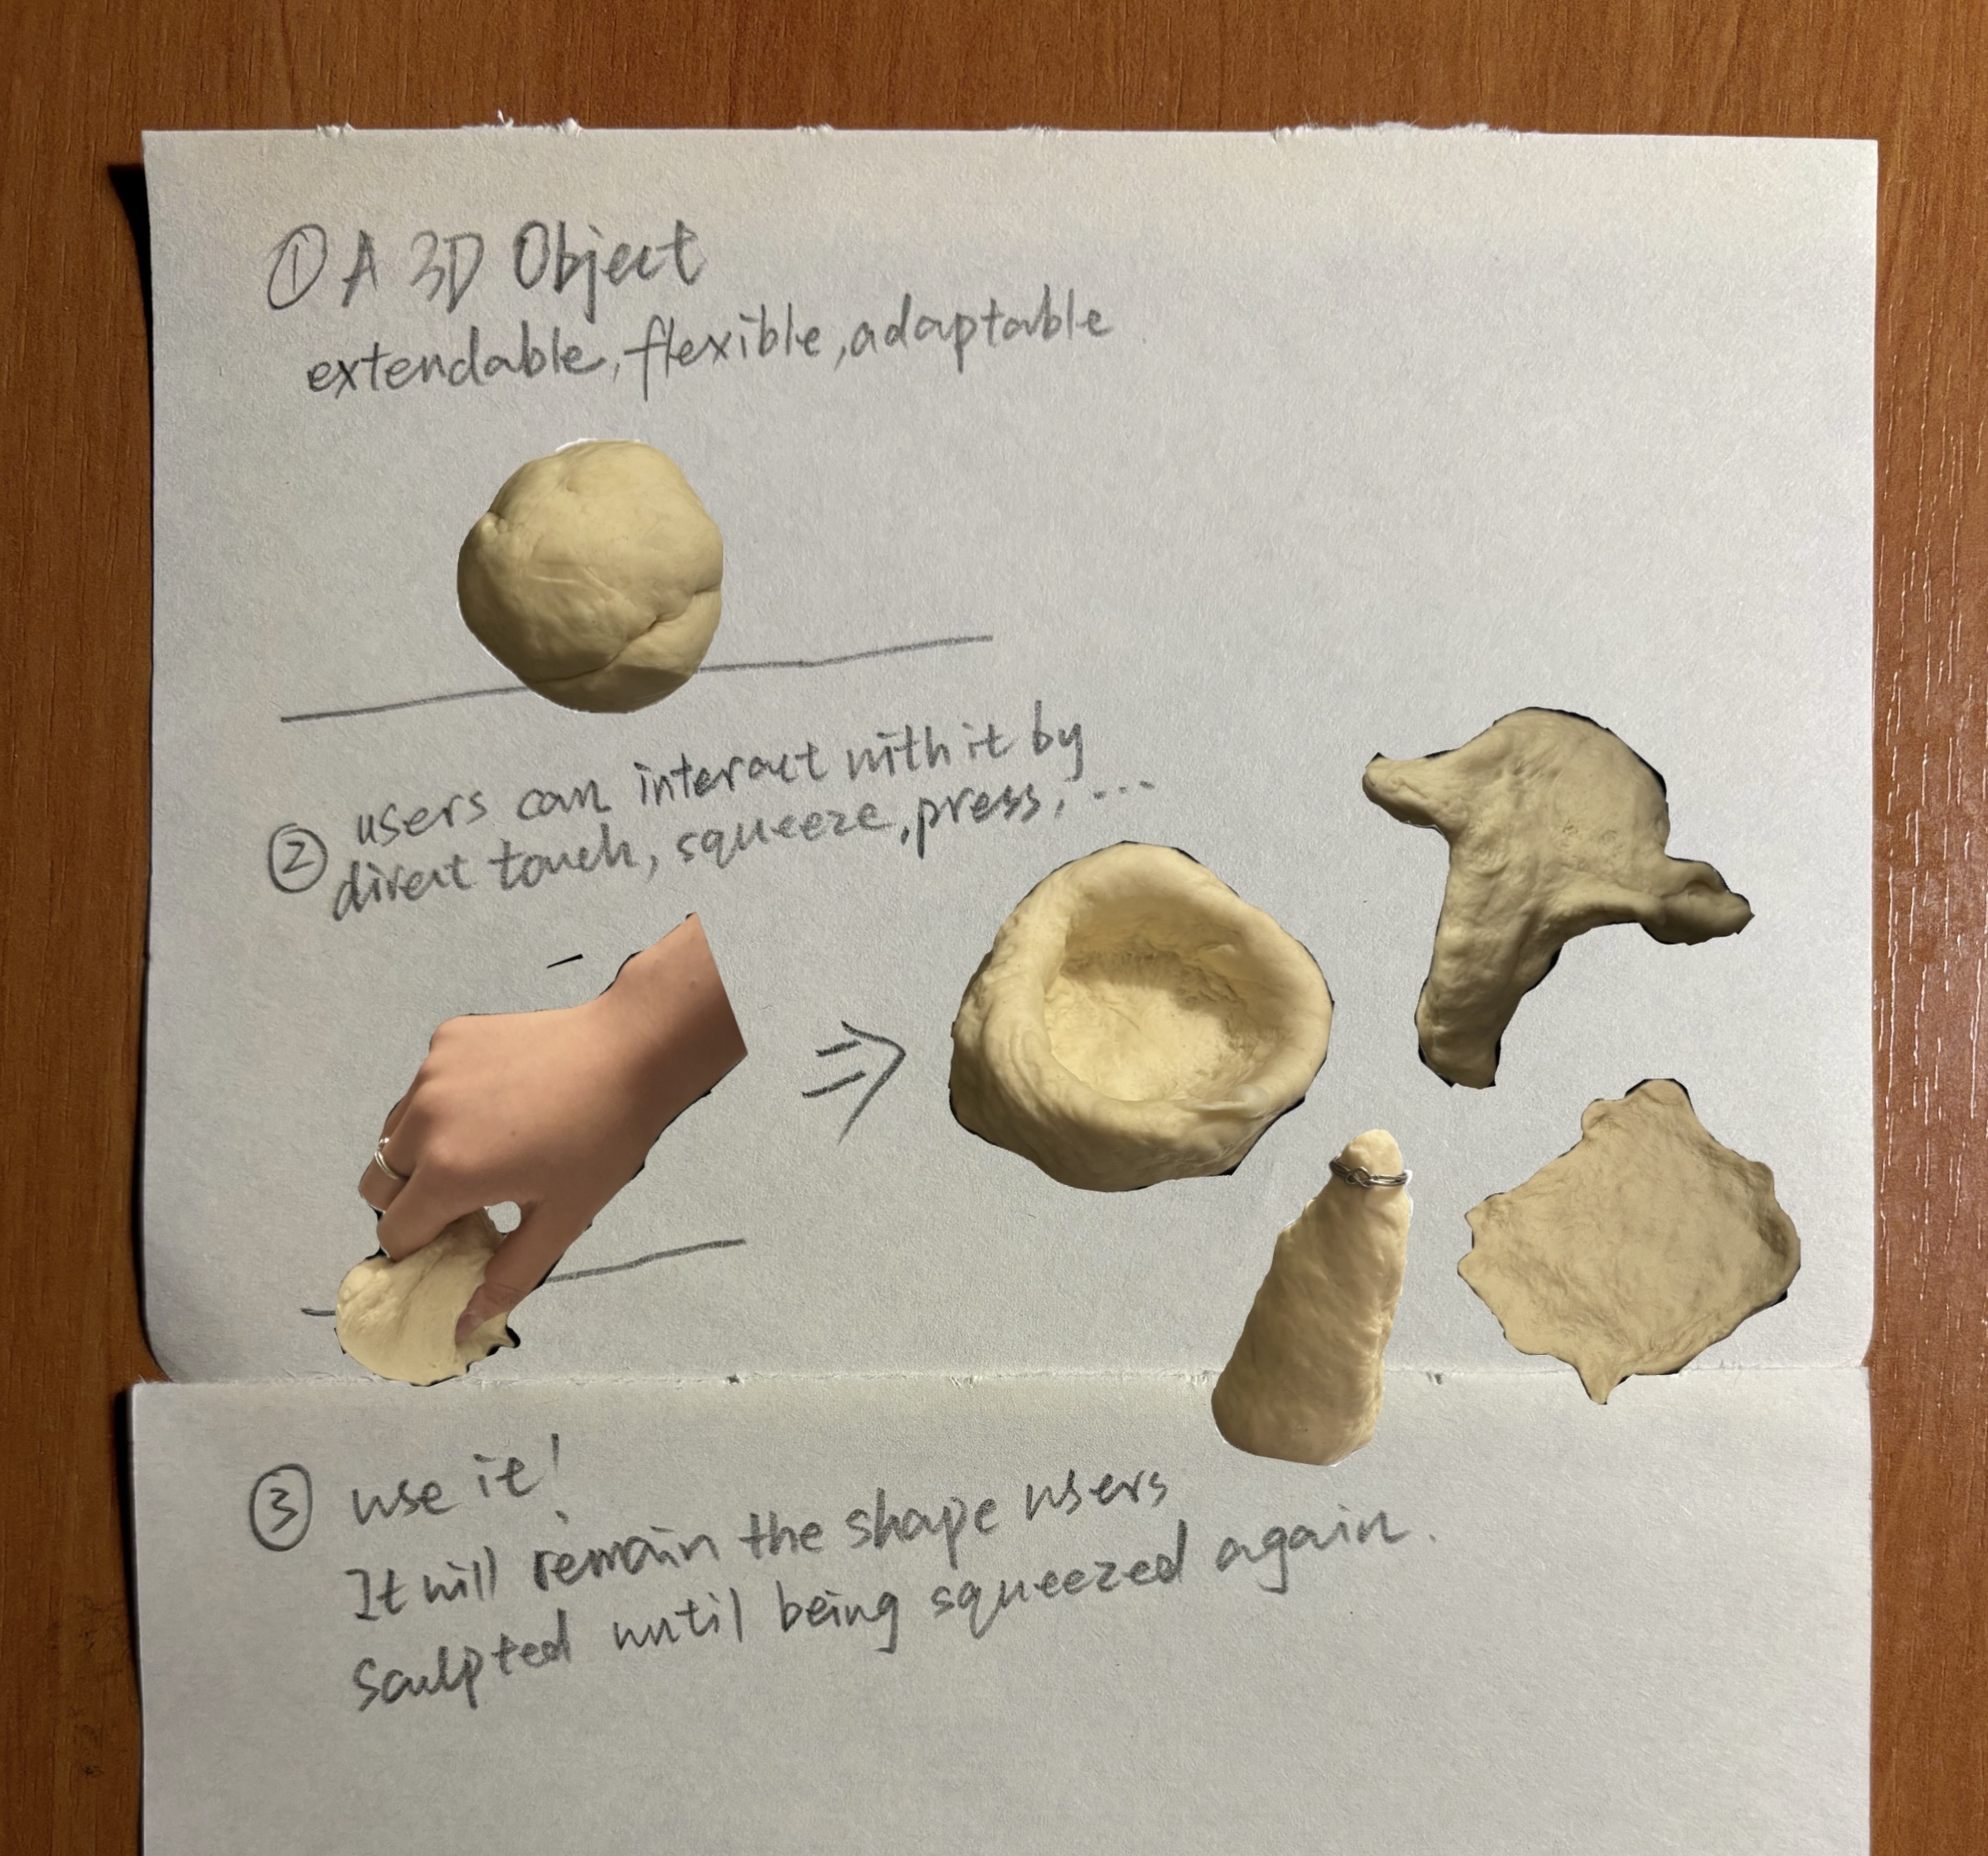 ① A 3D Object
extendable, flexible, adaptable
② users can interact with it by
direct touch, squeeze, press, ...
③ use it!
It will remain the shape users
sculpted until being squeezed again.